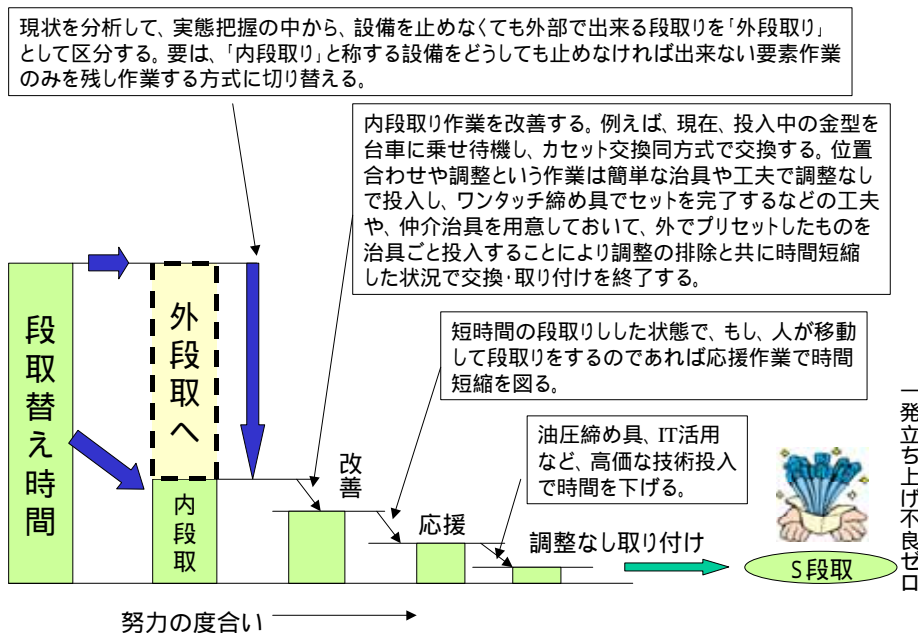 現状を分析して、実態把握の中から、設備を止めなくても外部で出来る段取りを｢外段取り｣
として区分する。要は、｢内段取り｣と称する設備をどうしても止めなければ出来ない要素作業
のみを残し作業する方式に切り替える。
内段取り作業を改善する。例えば、現在、投入中の金型を
台車に乗せ待機し、カセット交換同方式で交換する。位置
合わせや調整という作業は簡単な治具や工夫で調整なし
で投入し、ワンタッチ締め具でセットを完了するなどの工夫
や、仲介治具を用意しておいて、外でプリセットしたものを
治具ごと投入することにより調整の排除と共に時間短縮
した状況で交換・取り付けを終了する。
短時間の段取りしした状態で、もし、人が移動
して段取りをするのであれば応援作業で時間
短縮を図る。
油圧締め具、IT活用
など、高価な技術投入
で時間を下げる。
段取替え時間
外段取へ
内段取
改善
応援
調整なし取り付け
S段取
一発立ち上げ不良ゼロ
努力の度合い